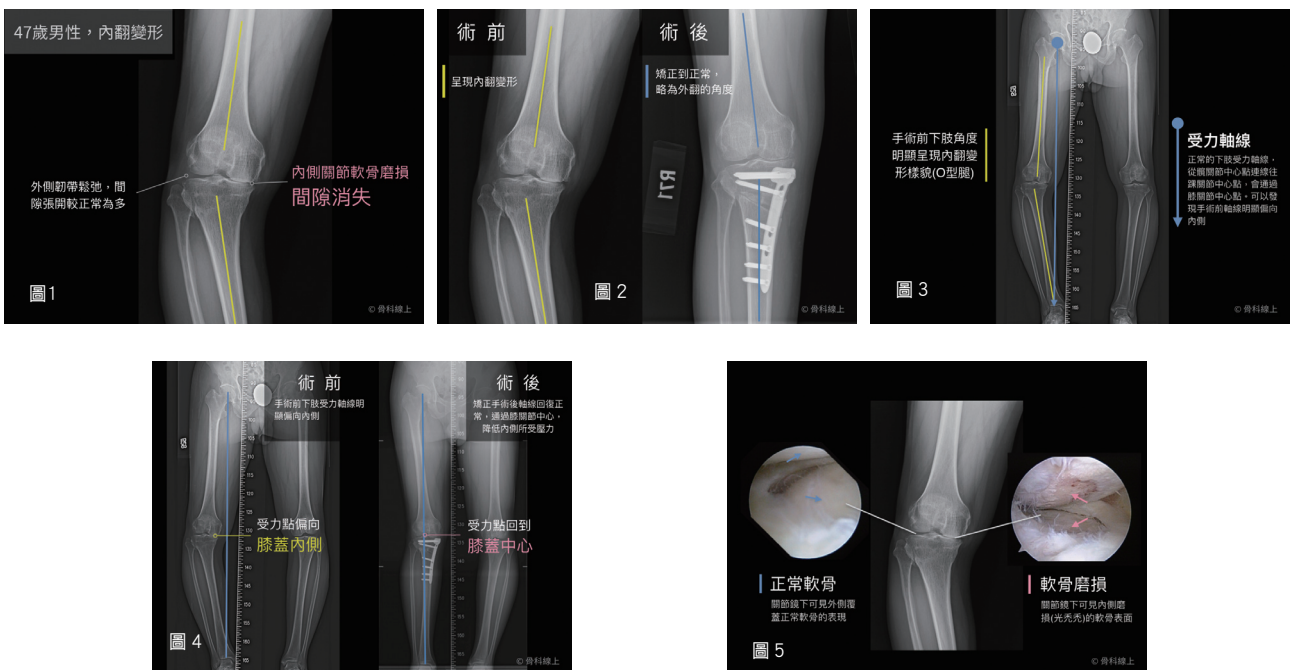 47歲男性，內翻變形
外側韌帶鬆弛，間
隙張開較正常為多
內側關節軟骨磨損
間隙消失
圖1
© 骨科線上
術 前
呈現內翻變形
術 後
矯正到正常，
略為外翻的角度
R71
圖 2
© 骨科線上
手術前下肢角度
明顯呈現內翻變
形樣貌(O型腿)
受力軸線
正常的下肢受力軸線，
從髖關節中心點連線往
踝關節中心點，會通過
膝關節中心點，可以發
現手術前軸線明顯偏向
內側
圖 3
© 骨科線上
術 前
手術前下肢受力軸線明
顯偏向內側
受力點偏向
膝蓋內側
術 後
矯正手術後軸線回復正
常，通過膝關節中心，
降低內側所受壓力
受力點回到
膝蓋中心
圖 4
© 骨科線上
正常軟骨
關節鏡下可見外側覆
蓋正常軟骨的表現
軟骨磨損
關節鏡下可見內側磨
損(光禿禿)的軟骨表面
圖 5
© 骨科線上